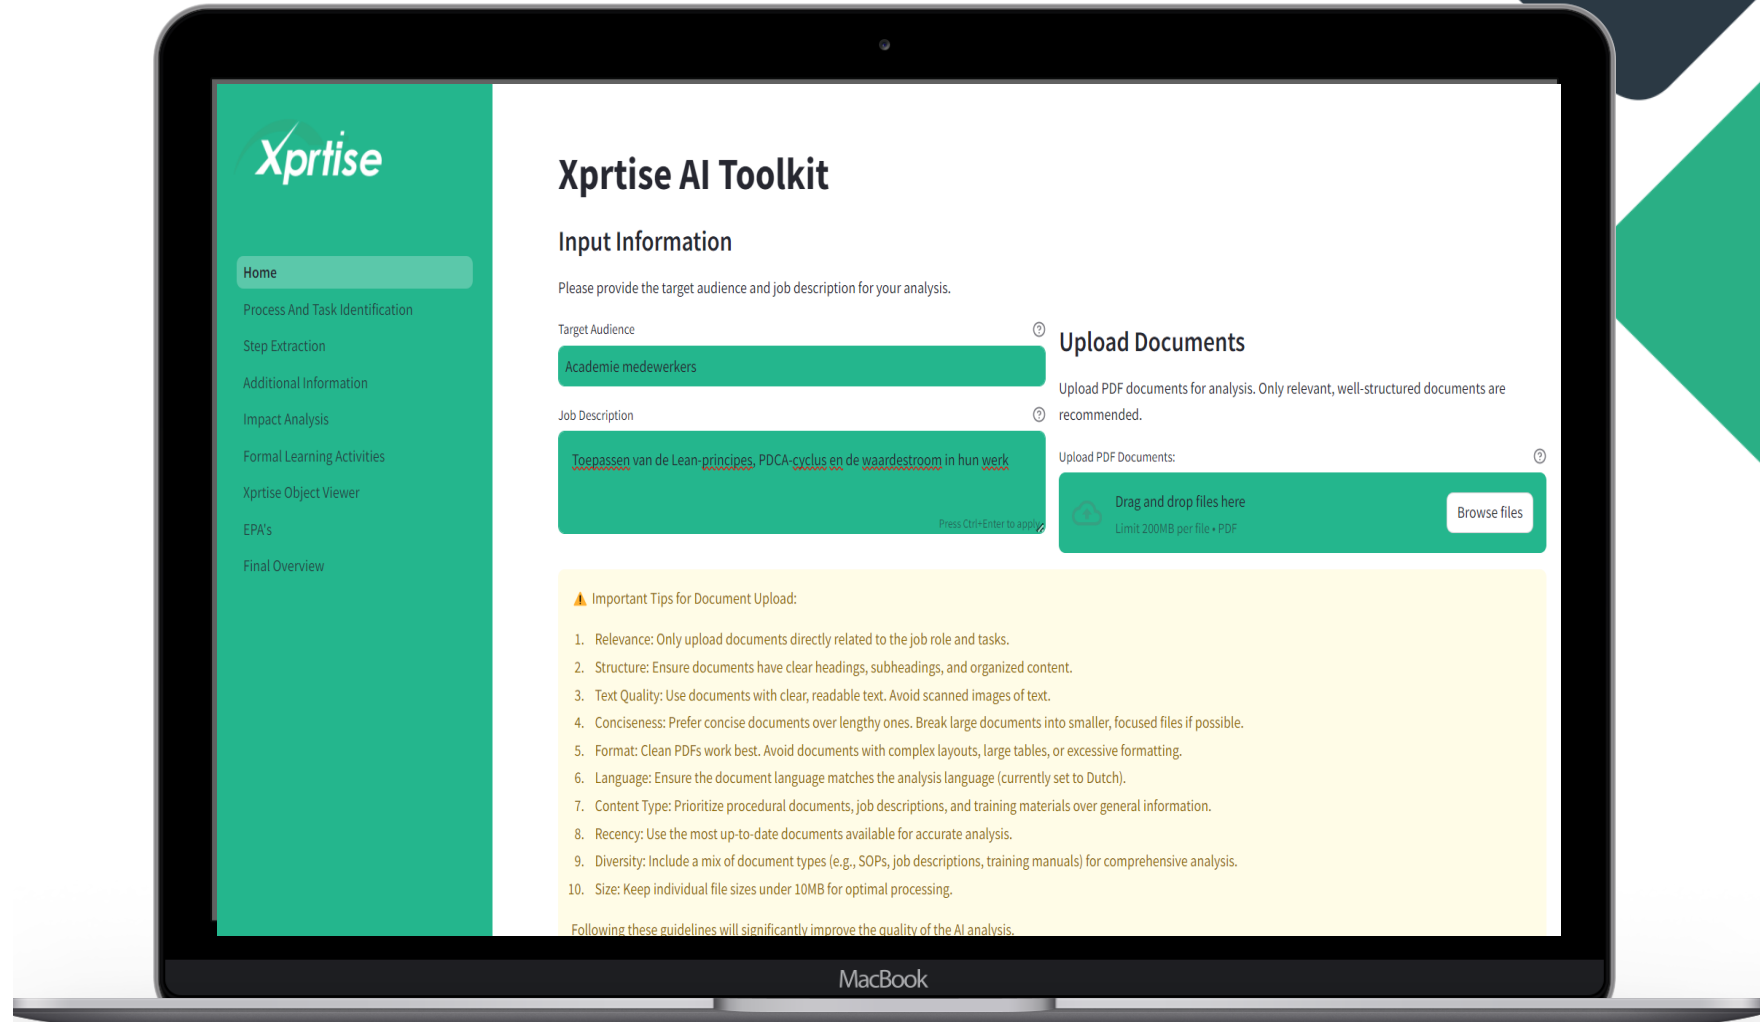 Xprtise
Home
Process And Task Identification
Step Extraction
Additional Information
Impact Analysis
Formal Learning Activities
Xprtise Object Viewer
EPA's
Final Overview
Xprtise AI Toolkit
Input Information
Please provide the target audience and job description for your analysis.
Target Audience
Academie medewerkers
Job Description
Toepassen van de Lean-principes, PDCA-cyclus en de waardestroom in hun werk
Press Ctrl+Enter to apply
Upload Documents
Upload PDF documents for analysis. Only relevant, well-structured documents are
recommended.
Upload PDF Documents:
Drag and drop files here
Limit 200MB per file • PDF
Browse files
⚠ Important Tips for Document Upload:
1. Relevance: Only upload documents directly related to the job role and tasks.
2. Structure: Ensure documents have clear headings, subheadings, and organized content.
3. Text Quality: Use documents with clear, readable text. Avoid scanned images of text.
4. Conciseness: Prefer concise documents over lengthy ones. Break large documents into smaller, focused files if possible.
5. Format: Clean PDFs work best. Avoid documents with complex layouts, large tables, or excessive formatting.
6. Language: Ensure the document language matches the analysis language (currently set to Dutch).
7. Content Type: Prioritize procedural documents, job descriptions, and training materials over general information.
8. Recency: Use the most up-to-date documents available for accurate analysis.
9. Diversity: Include a mix of document types (e.g., SOPs, job descriptions, training manuals) for comprehensive analysis.
10. Size: Keep individual file sizes under 10MB for optimal processing.
Following these guidelines will significantly improve the quality of the AI analysis.
MacBook